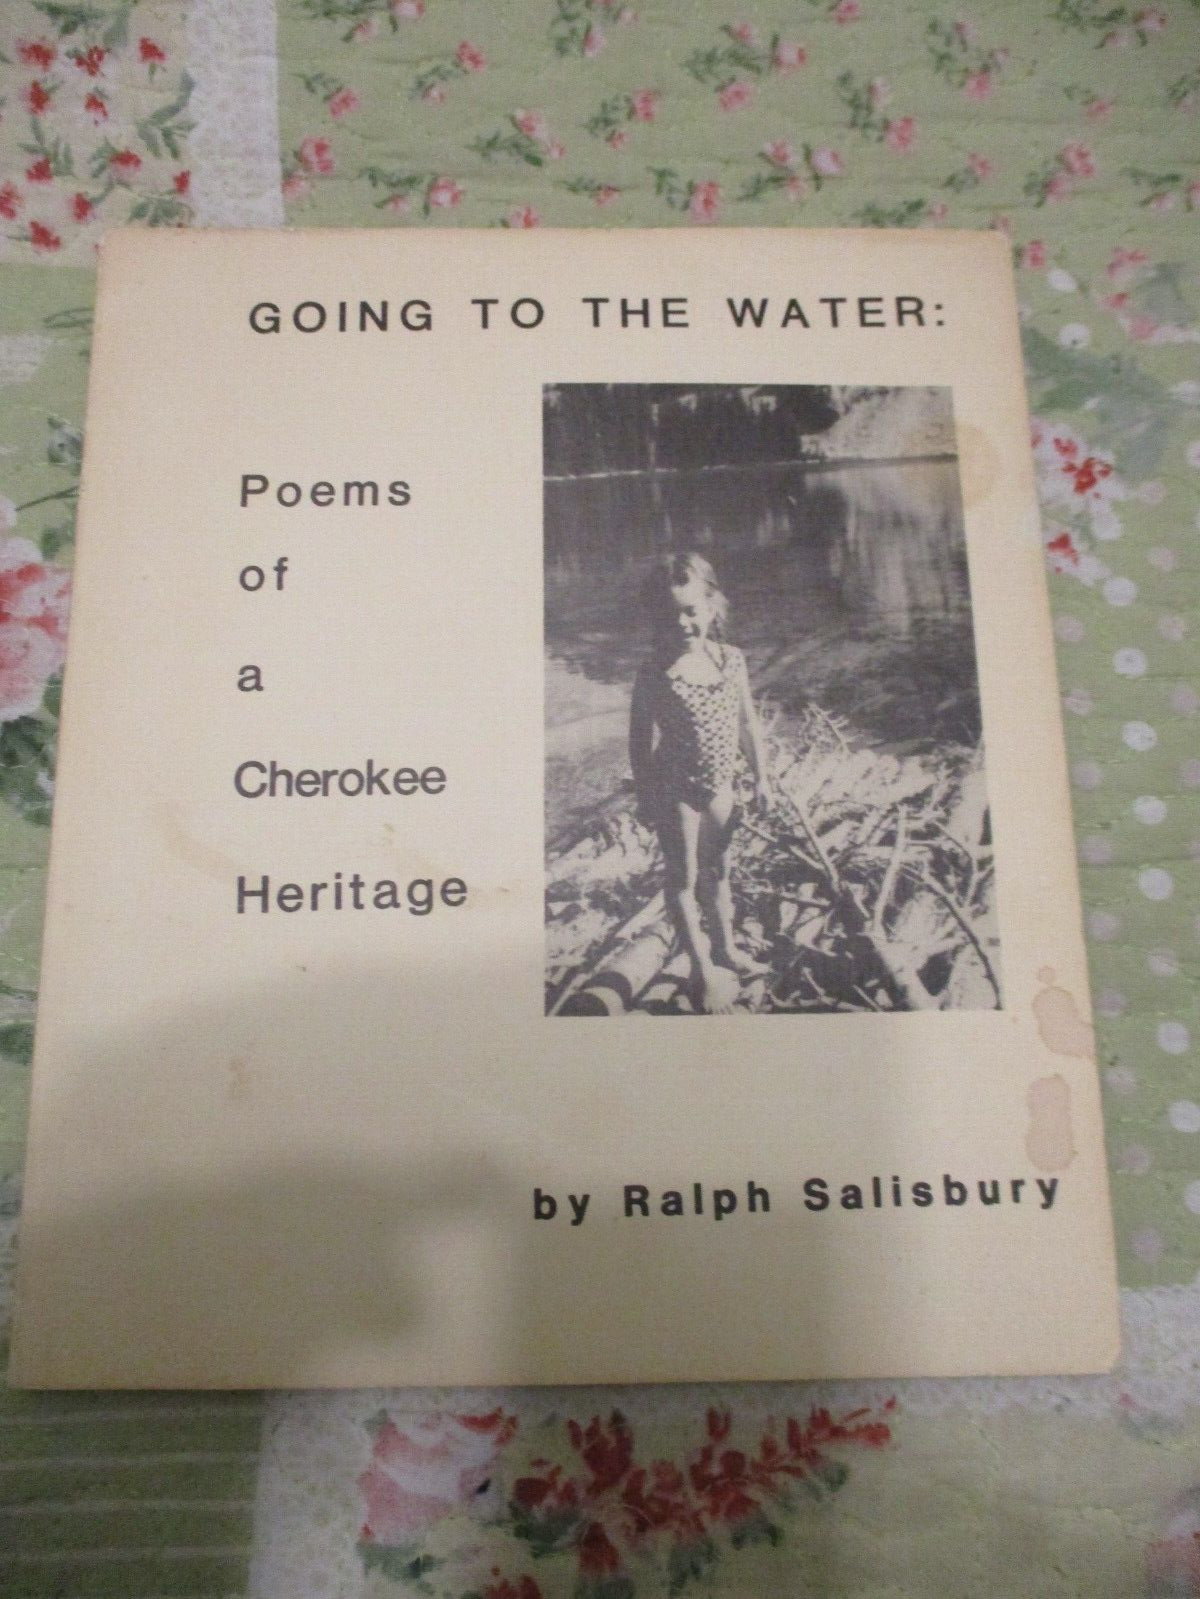 GOING TO THE WATER:
Poems
of
a
Cherokee
Heritage
by Ralph Salisbury